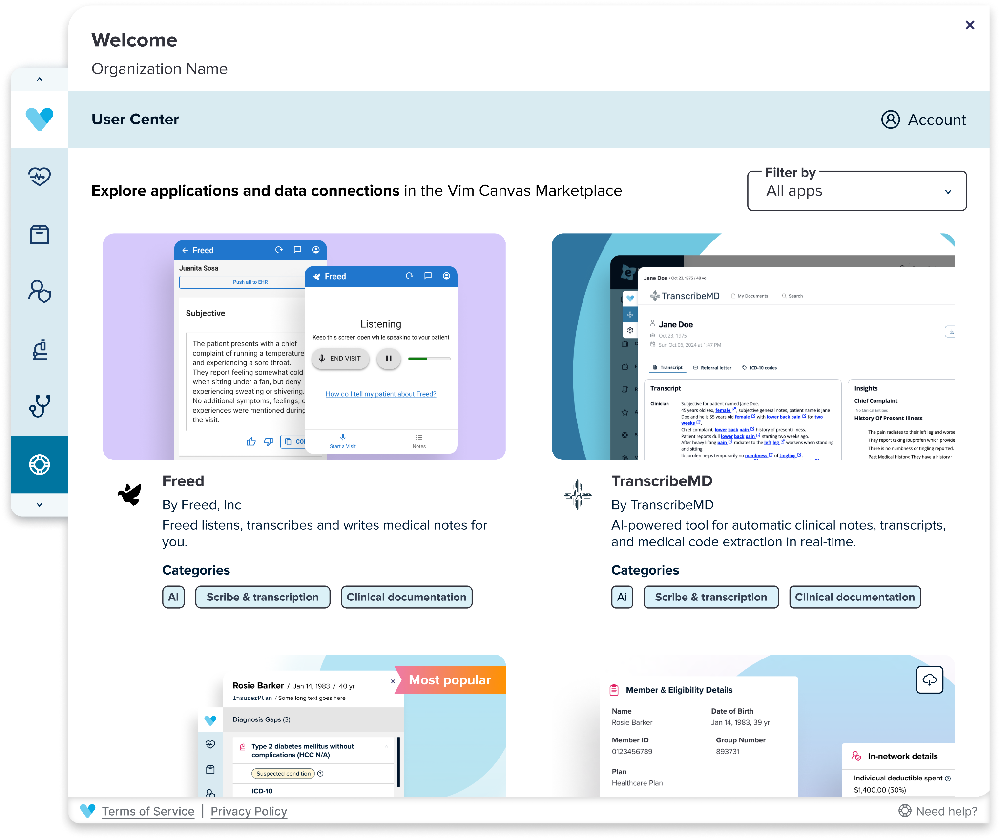 Welcome
Organization Name
User Center
Account
Explore applications and data connections in the Vim Canvas Marketplace
Filter by
All apps
Freed
Juanita Sosa
Push all to EHR
Subjective
The patient presents with a chief
complaint of running a temperature
and experiencing a sore throat.
They report feeling somewhat cold
when sitting under a fan, but deny
experiencing sweating or shivering.
No additional symptoms, feelings,
experiences were mentioned during
the visit.
Freed
Listening
Keep this screen open while speaking to your patient
END VISIT
How do I tell my patient about Freed?
Start a Visit
Notes
Jane Doe / Oct 23, 1975 / 48 yo
TranscribeMD
My Documents
Search
Jane Doe
Oct 23, 1975
Sun Oct 06, 2024 at 1:47 PM
Transcript
Referral letter
ICD-10 codes
Transcript
Clinician
Subjective for patient named Jane Doe.
45 years old sex, female, subjective general notes, patient name is Jane
Doe and he is 55 years old female with lower back pain for two
weeks.
Chief complaint, lower back pain history of present illness.
Patient reports dull lower back pain starting two weeks ago.
After heavy lifting pain radiates to the left leg worsens when standing
and sitting.
Ibuprofen helps temporarily no numbness of tingling.
Insights
Chief Complaint
No Clinical Entities
History Of Present Illness
The pain radiates to their left leg and worse
They report taking ibuprofen which provide
There is no numbness or tingling reported.
Past Medical History: They have a history
Freed
By Freed, Inc
Freed listens, transcribes and writes medical notes for
you.
Categories
AI
Scribe & transcription
Clinical documentation
TranscribeMD
By TranscribeMD
AI-powered tool for automatic clinical notes, transcripts,
and medical code extraction in real-time.
Categories
Ai
Scribe & transcription
Clinical documentation
Most popular
Rosie Barker / Jan 14, 1983 / 40 yr
InsurerPlan / Some long text goes here
Diagnosis Gaps (3)
Type 2 diabetes mellitus without
complications (HCC N/A)
Suspected condition
ICD-10
Member & Eligibility Details
Name
Rosie Barker
Date of Birth
Jan 14, 1983, 39 yr
Member ID
0123456789
Group Number
893731
Plan
Healthcare Plan
In-network details
Individual deductible spent
$1,400.00 (50%)
Terms of Service | Privacy Policy
Need help?